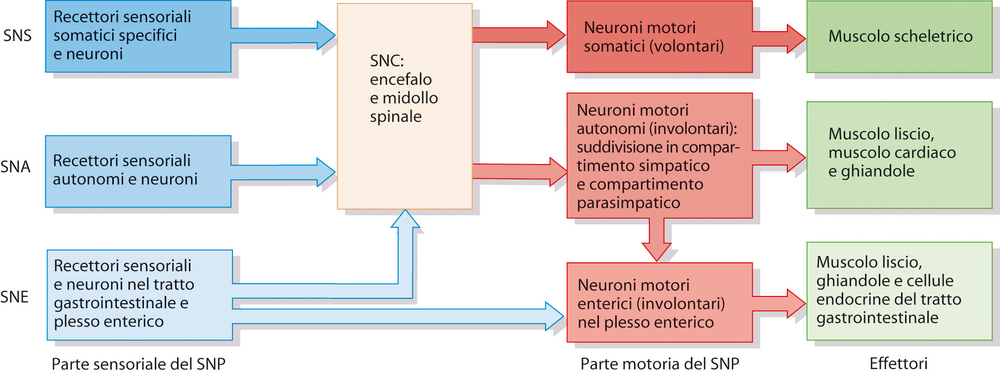 SNS
Recettori sensoriali
somatici specifici
e neuroni
SNC:
encefalo
e midollo
spinale
Neuroni motori
somatici (volontari)
Muscolo scheletrico
SNA
Recettori sensoriali
autonomi e neuroni
Neuroni motori
autonomi (involontari):
suddivisione in compar-
timento simpatico
e compartimento
parasimpatico
Muscolo liscio,
muscolo cardiaco
e ghiandole
SNE
Recettori sensoriali
e neuroni nel tratto
gastrointestinale e
plesso enterico
Neuroni motori
enterici (involontari)
nel plesso enterico
Muscolo liscio,
ghiandole e cellule
endocrine del tratto
gastrointestinale
Parte sensoriale del SNP
Parte motoria del SNP
Effettori